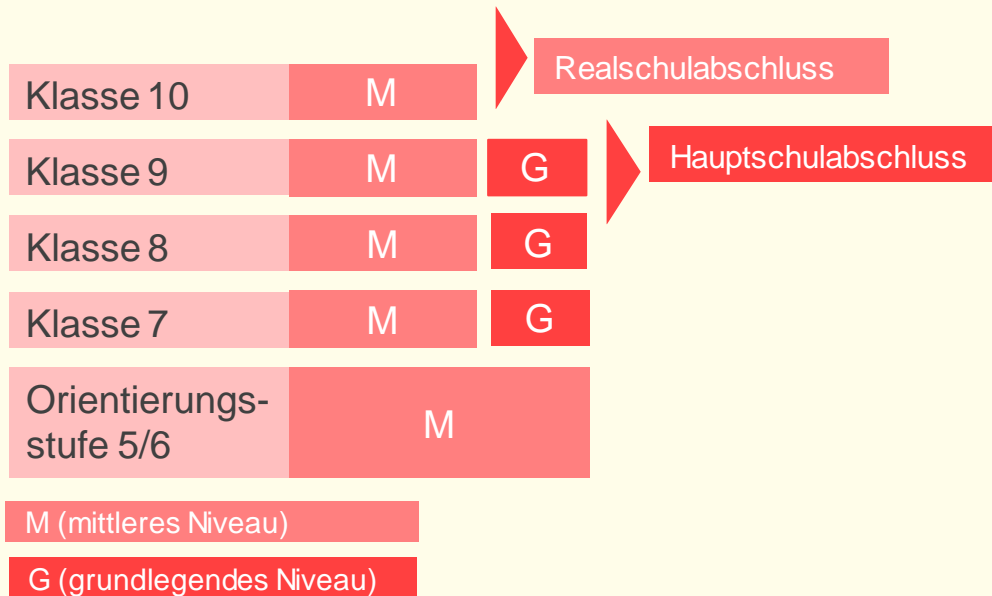 Realschulabschluss
Klasse 10 M
Hauptschulabschluss
Klasse 9 M G
Klasse 8 M G
Klasse 7 M G
Orientierungs-
stufe 5/6
M
M (mittleres Niveau)
G (grundlegendes Niveau)